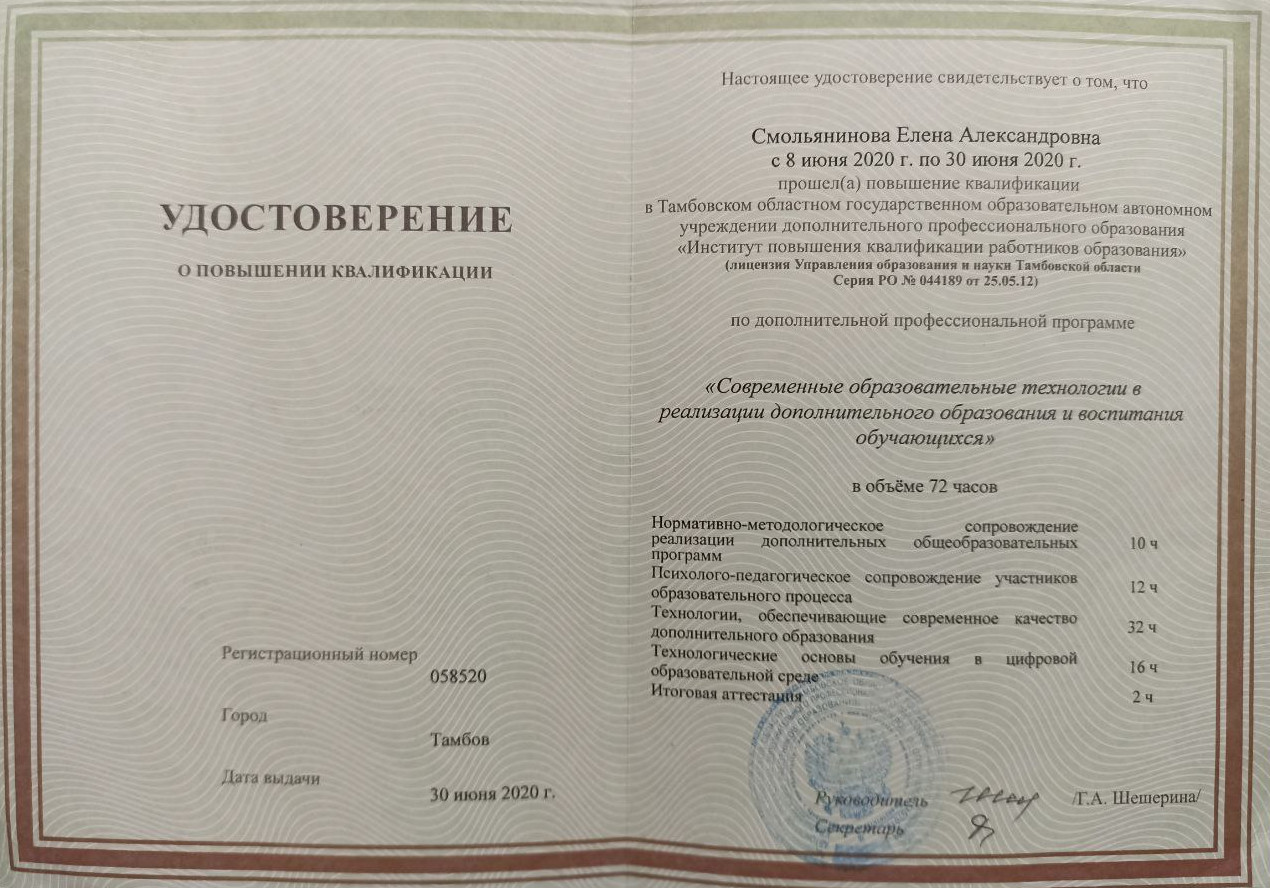 УДОСТОВЕРЕНИЕ
О ПОВЫШЕНИИ КВАЛИФИКАЦИИ
Регистрационный номер
058520
Город
Тамбов
Дата выдачи
30 июня 2020 г.
Настоящее удостоверение свидетельствует о том, что
Смольянинова Елена Александровна
с 8 июня 2020 г. по 30 июня 2020 г.
прошел(а) повышение квалификации
в Тамбовском областном государственном образовательном автономном
учреждении дополнительного профессионального образования
«Институт повышения квалификации работников образования»
(лицензия Управления образования и науки Тамбовской области
Серия РО № 044189 от 25.05.12)
по дополнительной профессиональной программе
«Современные образовательные технологии в
реализации дополнительного образования и воспитания
обучающихся»
в объёме 72 часов
Нормативно-методологическое сопровождение
реализации дополнительных общеобразовательных 10 ч
программ
Психолого-педагогическое сопровождение участников
образовательного процесса 12 ч
Технологии, обеспечивающие современное качество
дополнительного образования 32 ч
Технологические основы обучения в цифровой
образовательной среде 16 ч
Итоговая аттестация 2 ч
Руководитель /Г.А. Шешерина/
Секретарь